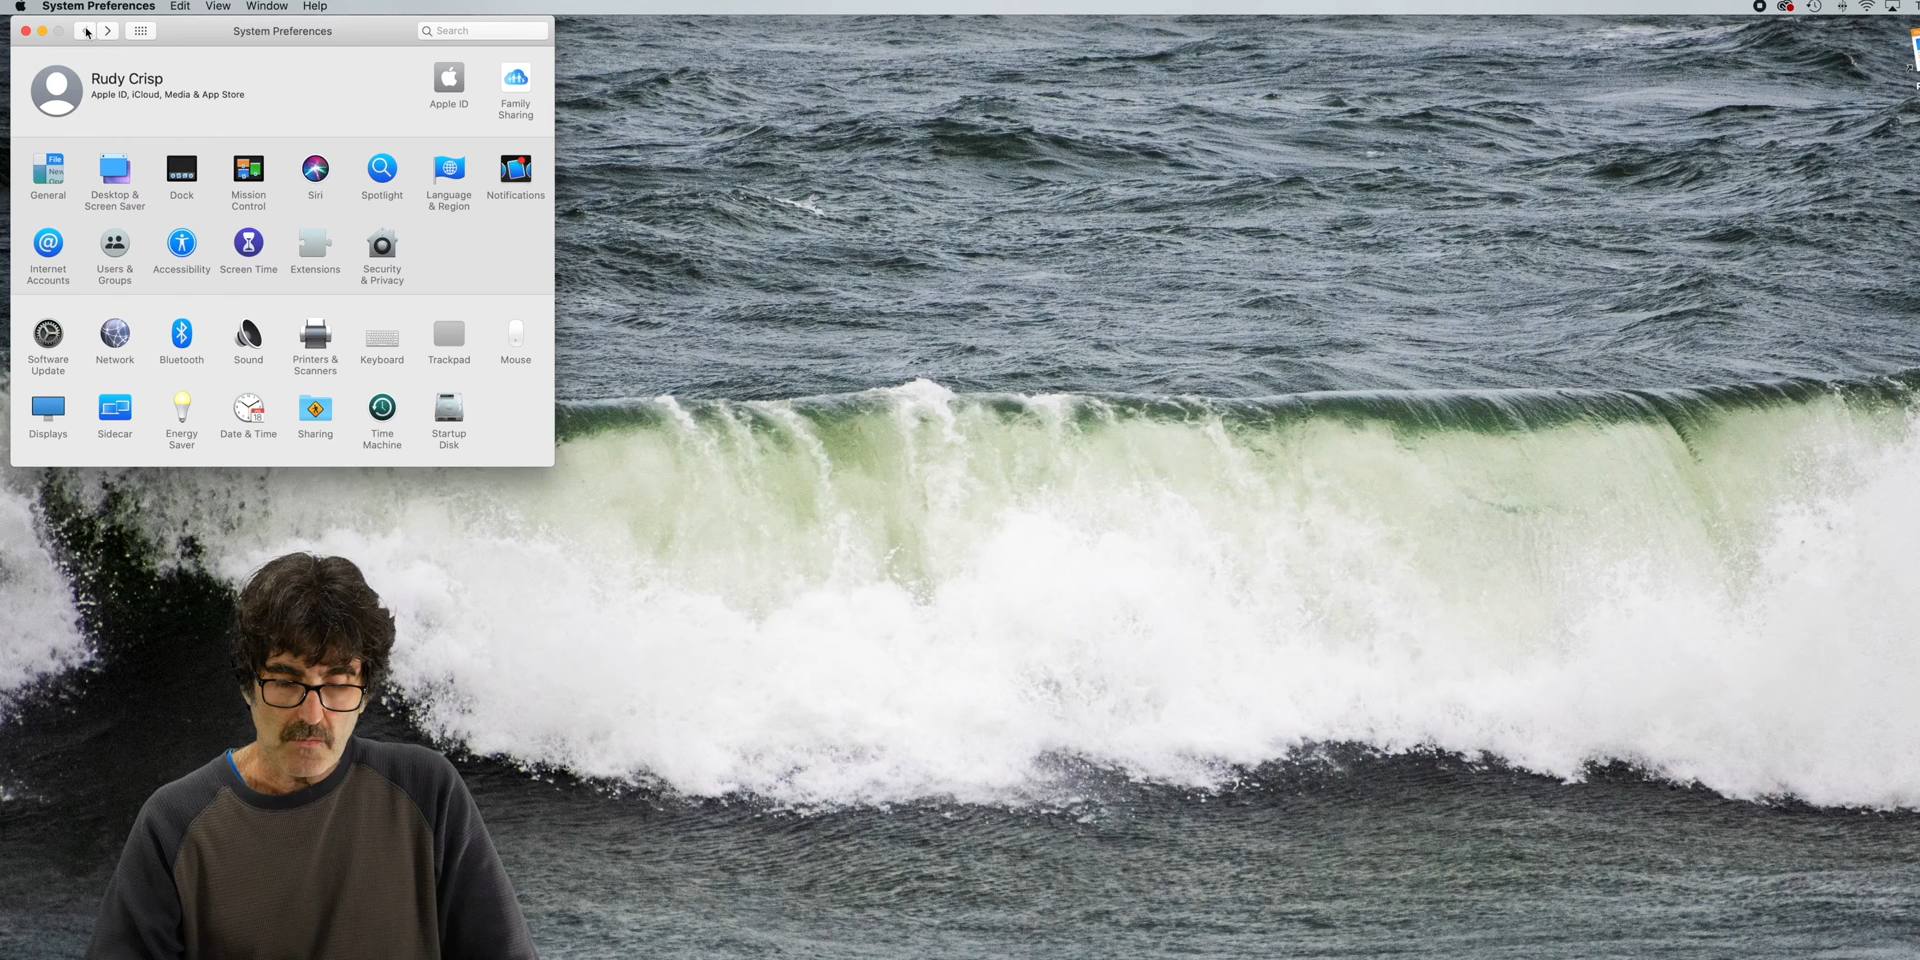 System Preferences Edit View Window Help
System Preferences
Search
Rudy Crisp
Apple ID, iCloud, Media & App Store
Apple ID
Family
Sharing
File
New
General
Desktop &
Screen Saver
Dock
Mission
Control
Siri
Spotlight
Language
& Region
Notifications
Internet
Accounts
Users &
Groups
Accessibility
Screen Time
Extensions
Security
& Privacy
Software
Update
Network
Bluetooth
Sound
Printers &
Scanners
Keyboard
Trackpad
Mouse
Displays
Sidecar
Energy
Saver
18
Date & Time
Sharing
Time
Machine
Startup
Disk